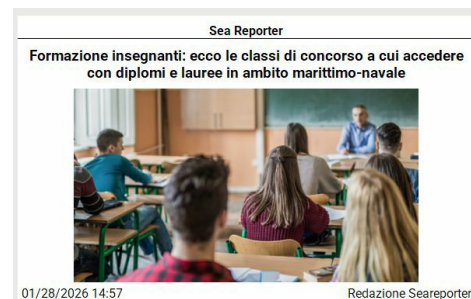 Sea Reporter
Formazione insegnanti: ecco le classi di concorso a cui accedere
con diplomi e lauree in ambito marittimo-navale
01/28/2026 14:57
Redazione Seareporter